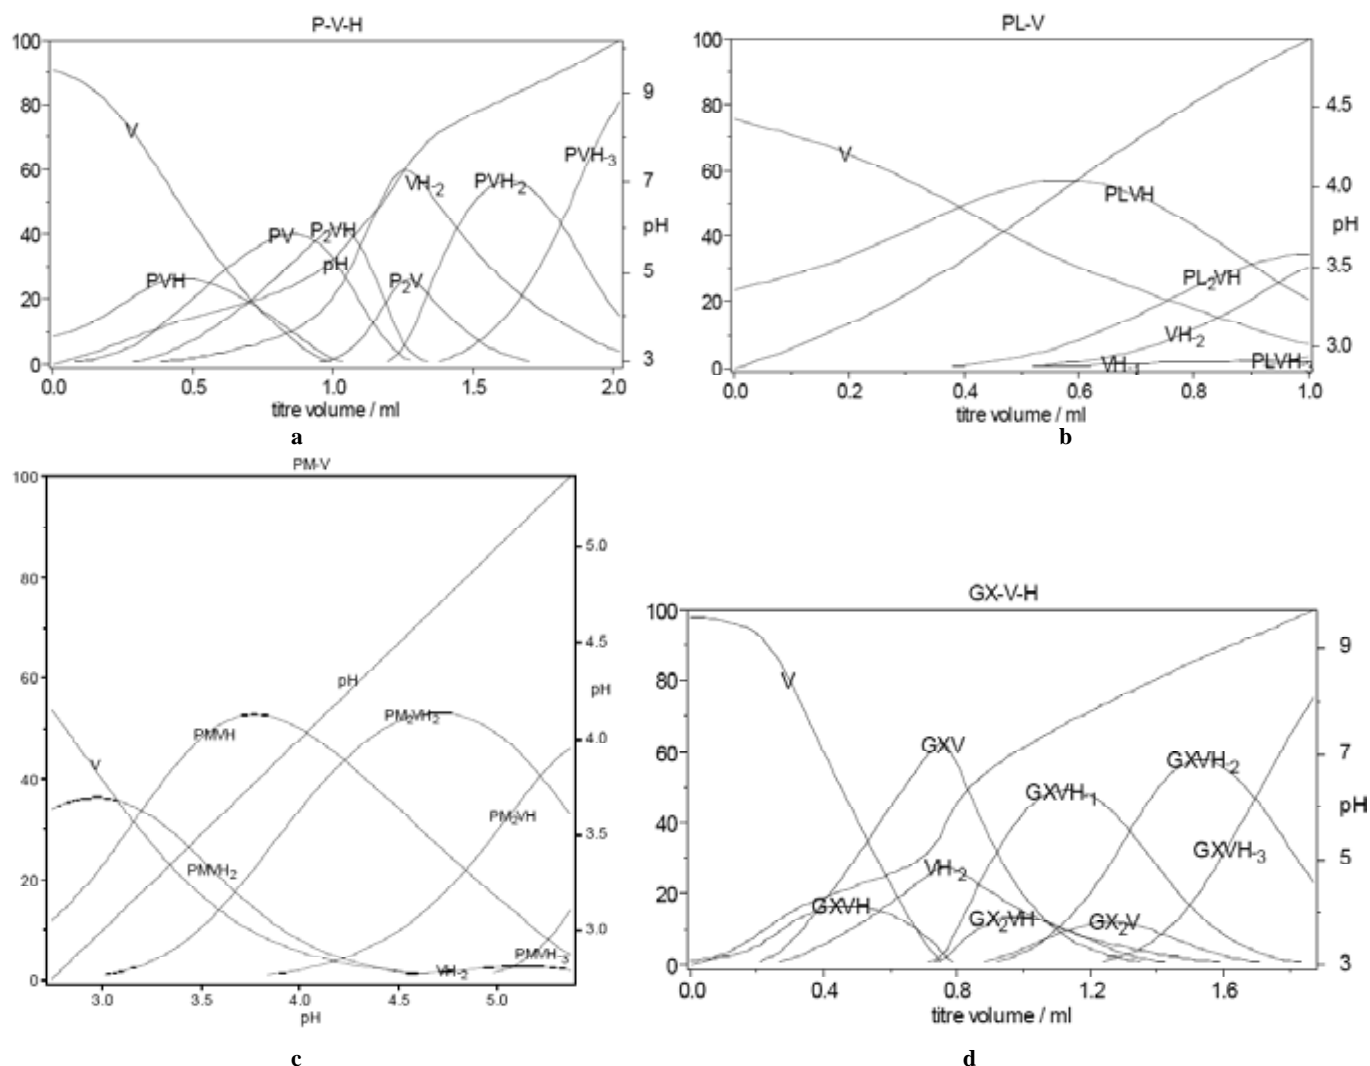 P-V-H
100
80
60
40
20
0
9
7
5
3
pH
V
PVH
PV
P2VH
pH
P2V
VH-2
PVH-2
PVH-3
0.0 0.5 1.0 1.5 2.0
titre volume / ml
a
PL-V
100
80
60
40
20
0
4.5
4.0
3.5
3.0
pH
V
PLVH
PL2VH
VH-2
VH-1
PLVH-
0.0 0.2 0.4 0.6 0.8 1.0
titre volume / ml
b
PM-V
100
80
60
40
20
0
5.0
4.5
4.0
3.5
3.0
pH
pH
PMVH
V
PMVH2
PM2VH2
PM2VH
VH-2
PMVH-3
3.0 3.5 4.0 4.5 5.0
pH
c
GX-V-H
100
80
60
40
20
0
9
7
5
3
pH
V
GXV
GXVH
VH-2
GX2VH
GXVH-1
GX2V
GXVH-2
GXVH-3
0.0 0.4 0.8 1.2 1.6
titre volume / ml
d